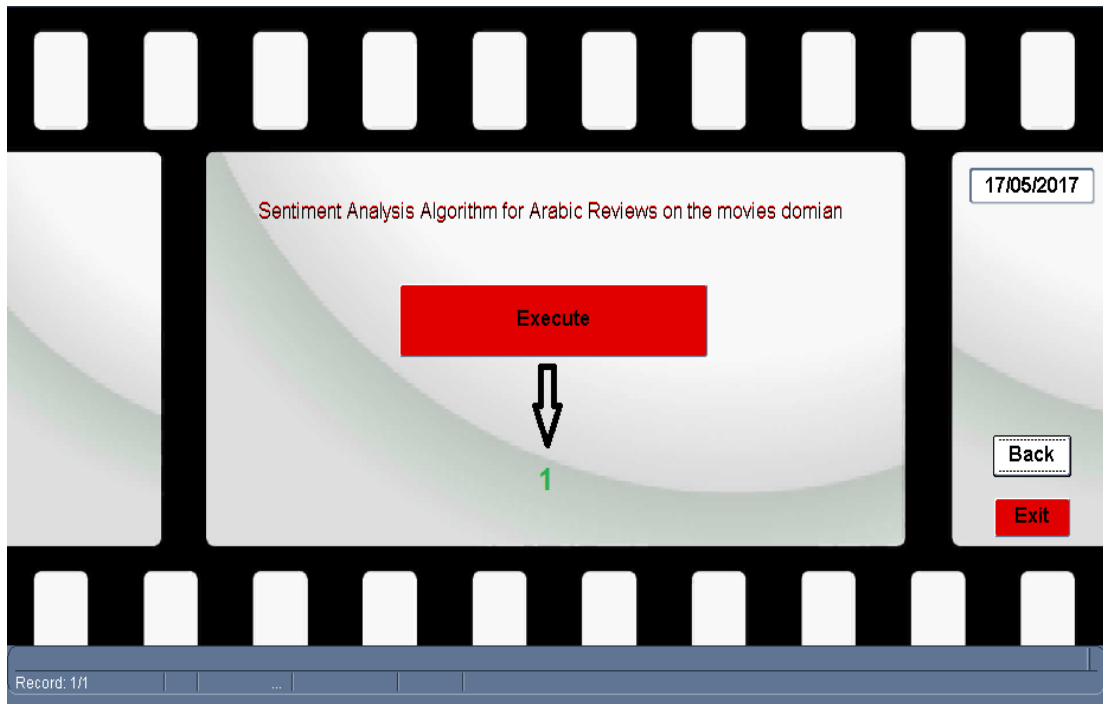 17/05/2017
Sentiment Analysis Algorithm for Arabic Reviews on the movies domian
Execute
1
Back
Exit
Record: 1/1
...